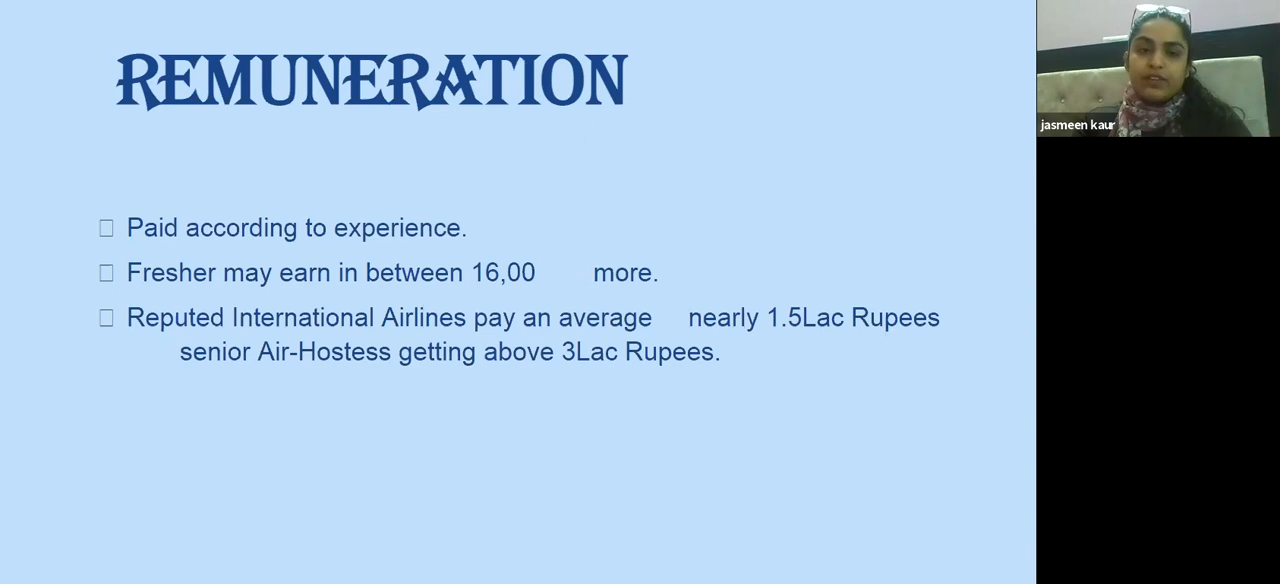 REMUNERATION
jasmeen kaur
Paid according to experience.
Fresher may earn in between 16,00 more.
Reputed International Airlines pay an average nearly 1.5Lac Rupees
senior Air-Hostess getting above 3Lac Rupees.